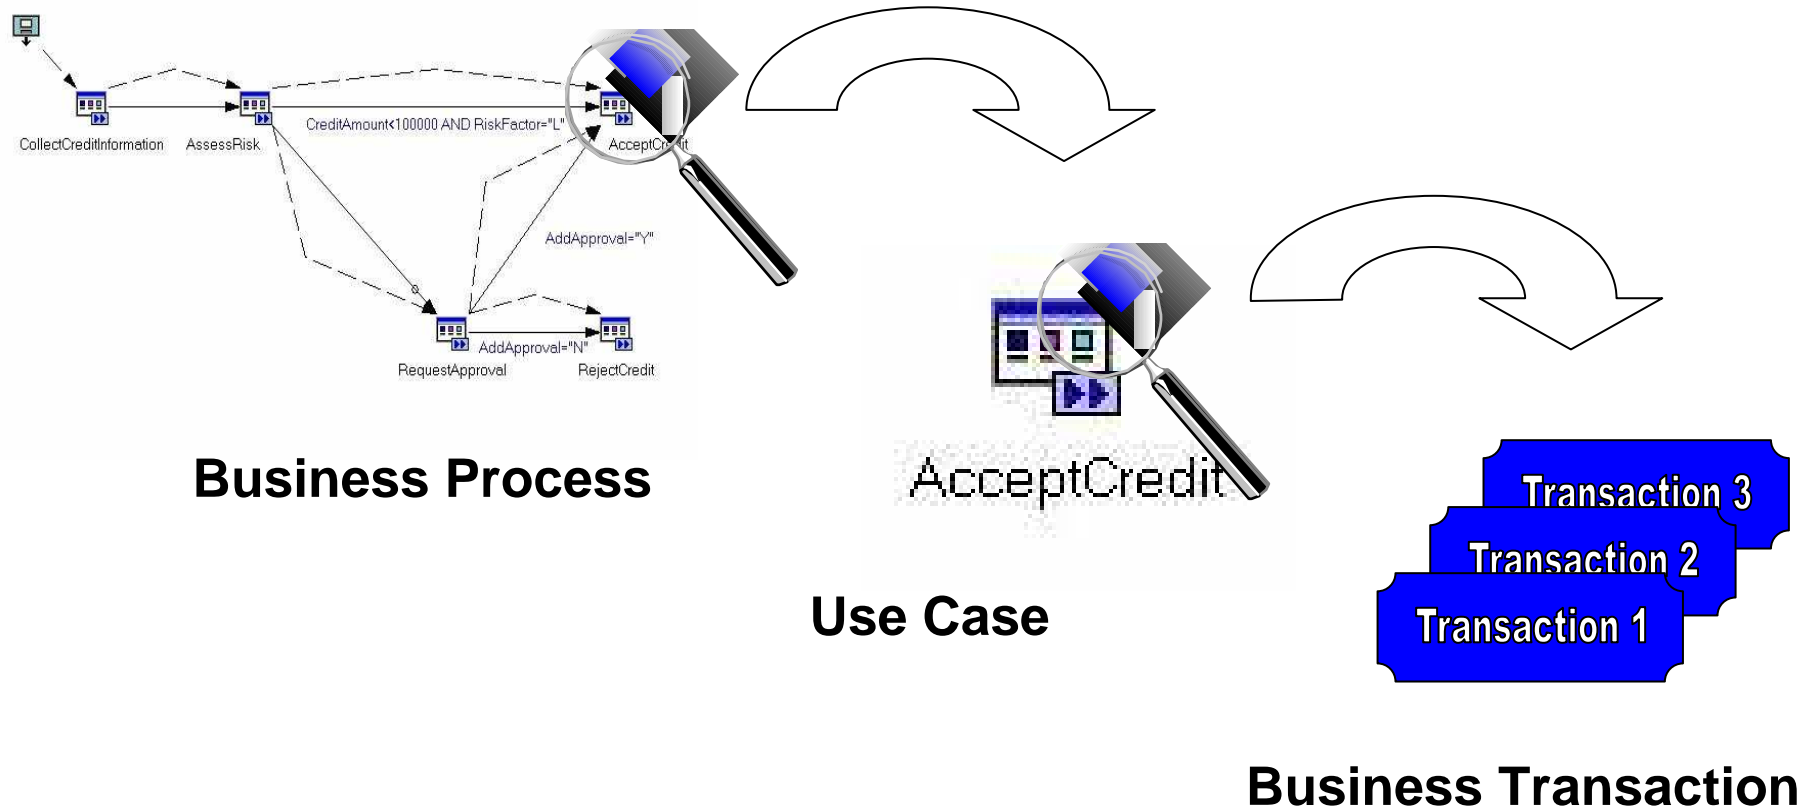 CreditAmount<100000 AND RiskFactor="L"
CollectCreditInformation
AssessRisk
AcceptCredit
AddApproval="Y"
AddApproval="N"
RequestApproval
RejectCredit
Business Process
AcceptCredit
Use Case
Transaction 3
Transaction 2
Transaction 1
Business Transaction